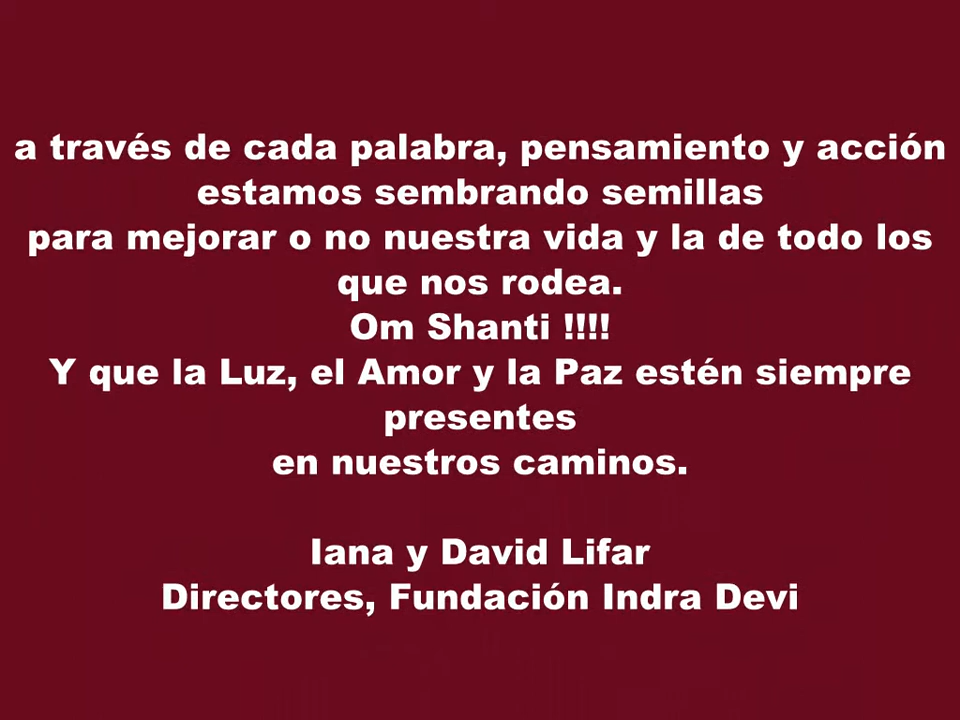 a través de cada palabra, pensamiento y acción
estamos sembrando semillas
para mejorar o no nuestra vida y la de todo los
que nos rodea.
Om Shanti !!!!
Y que la Luz, el Amor y la Paz estén siempre
presentes
en nuestros caminos.
Iana y David Lifar
Directores, Fundación Indra Devi